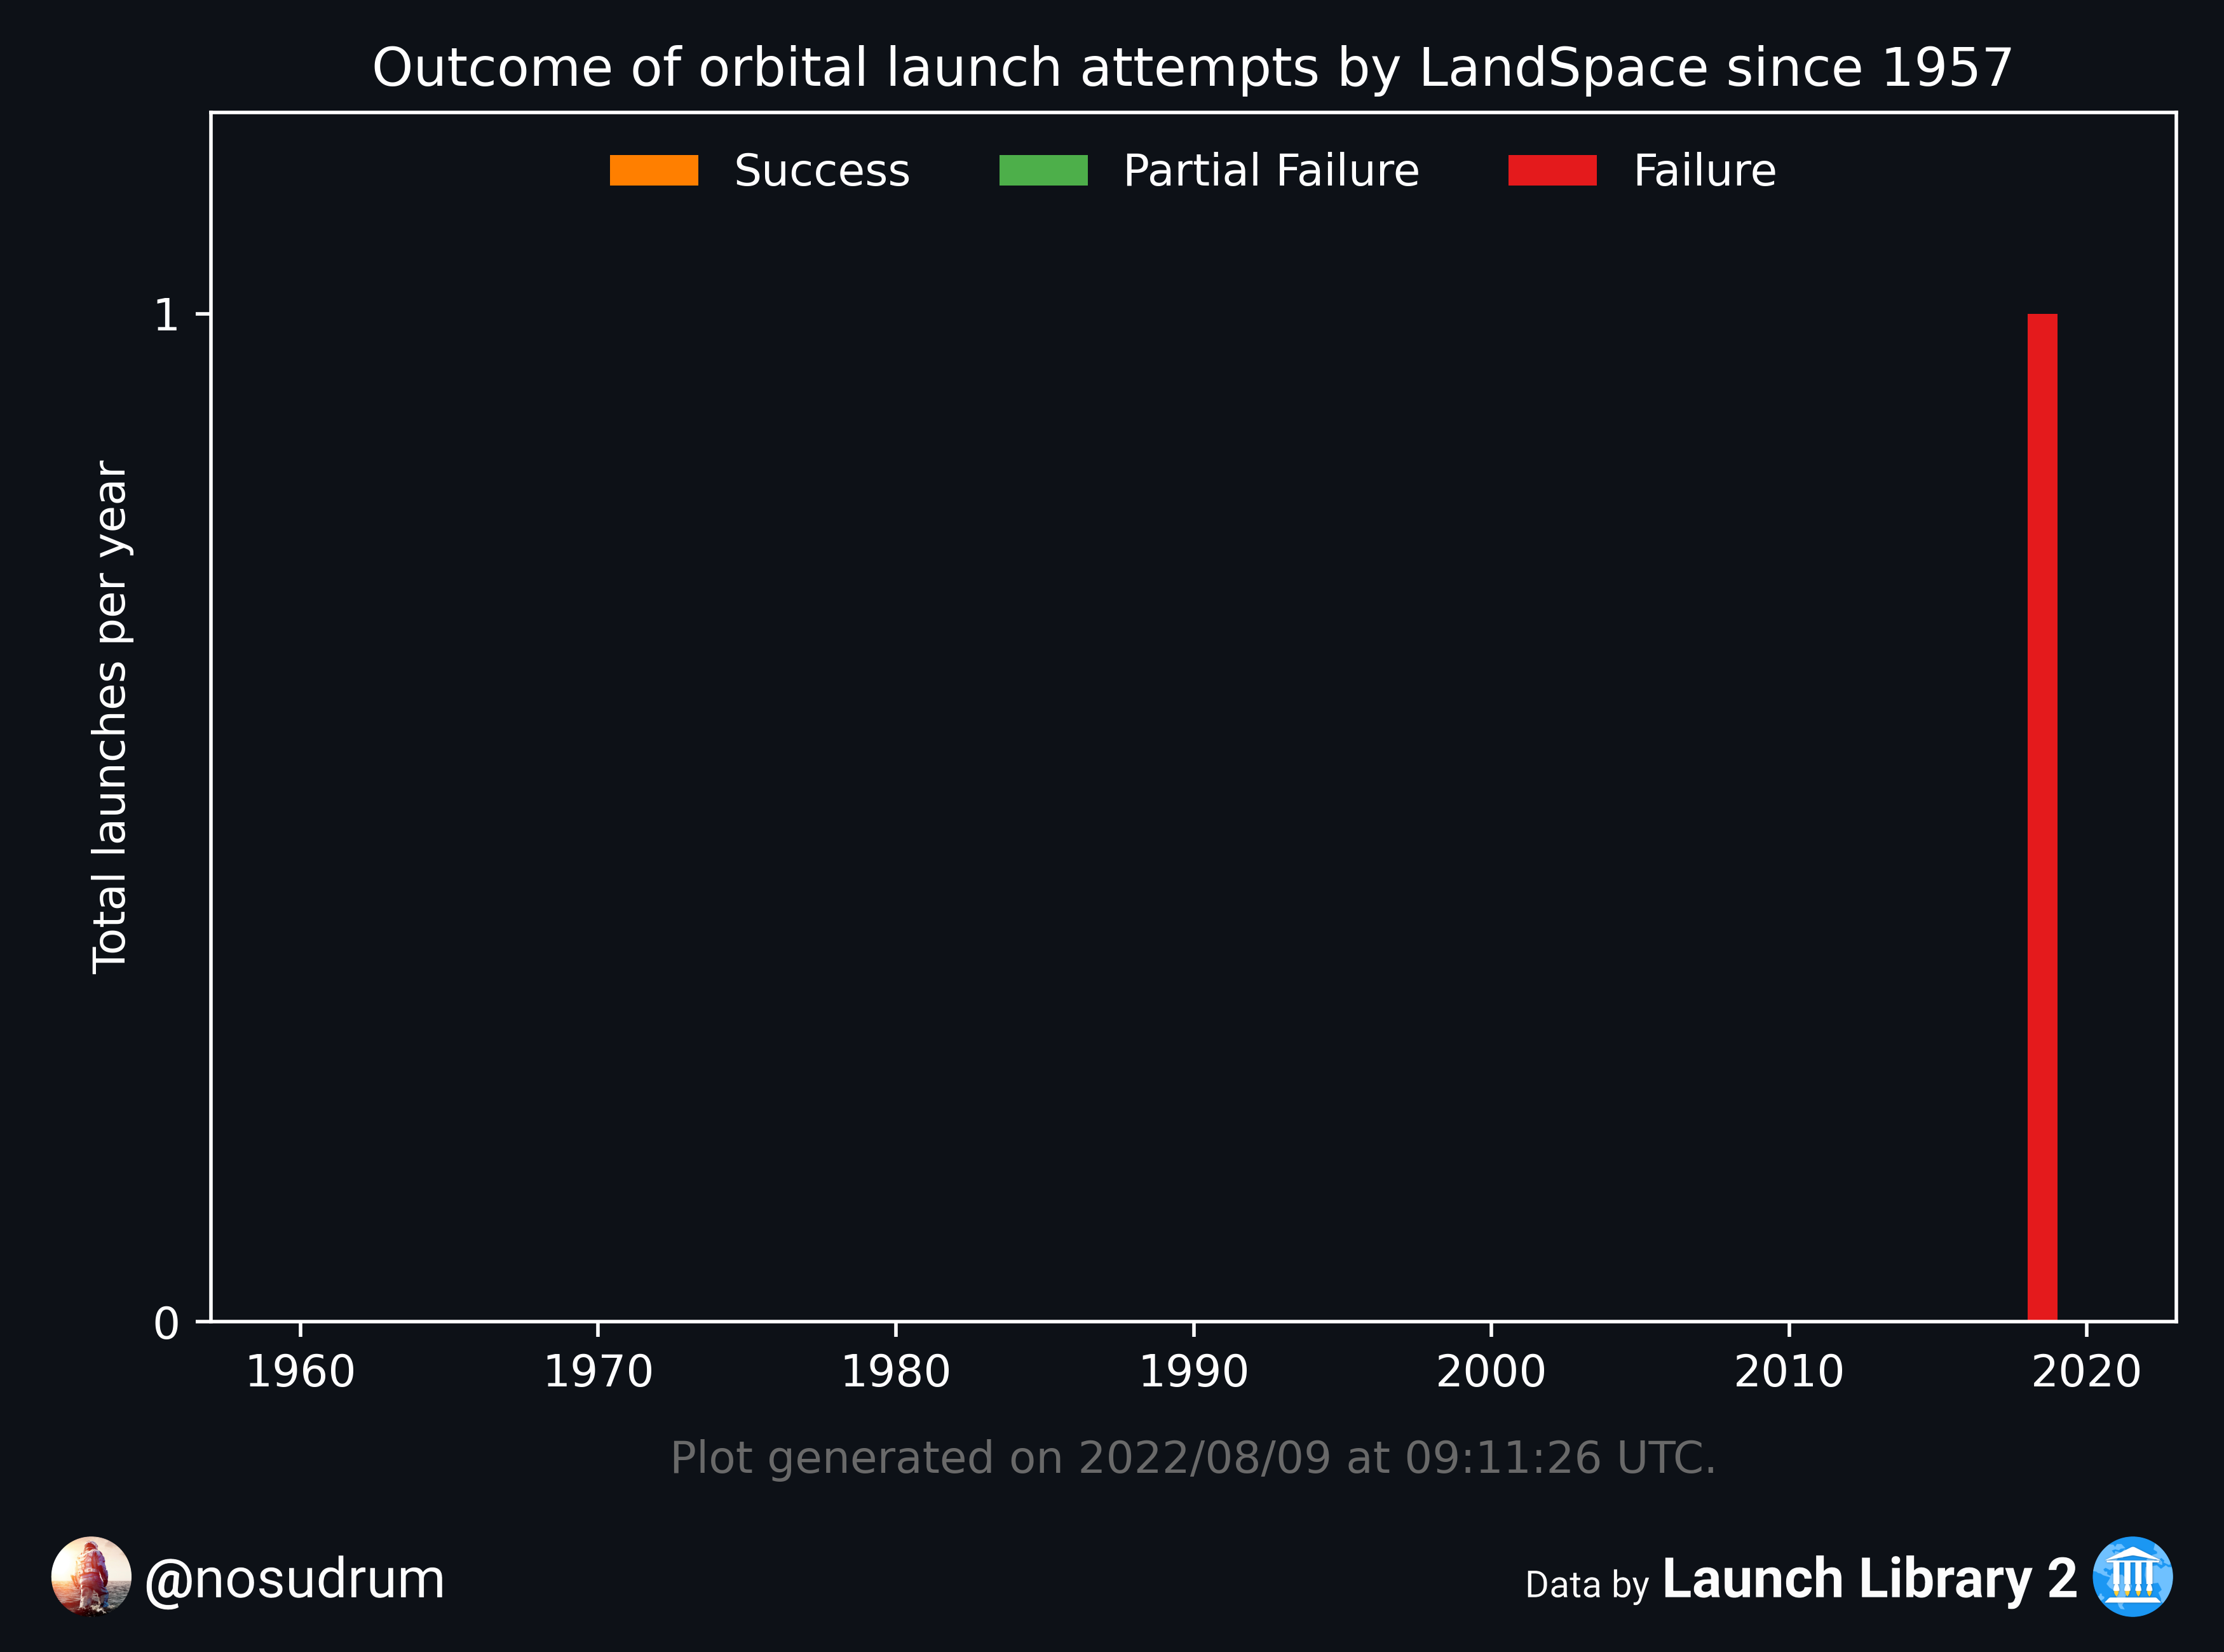 Outcome of orbital launch attempts by LandSpace since 1957
Success Partial Failure Failure
Total launches per year
1
0
1960 1970 1980 1990 2000 2010 2020
Plot generated on 2022/08/09 at 09:11:26 UTC.
@nosudrum
Data by Launch Library 2